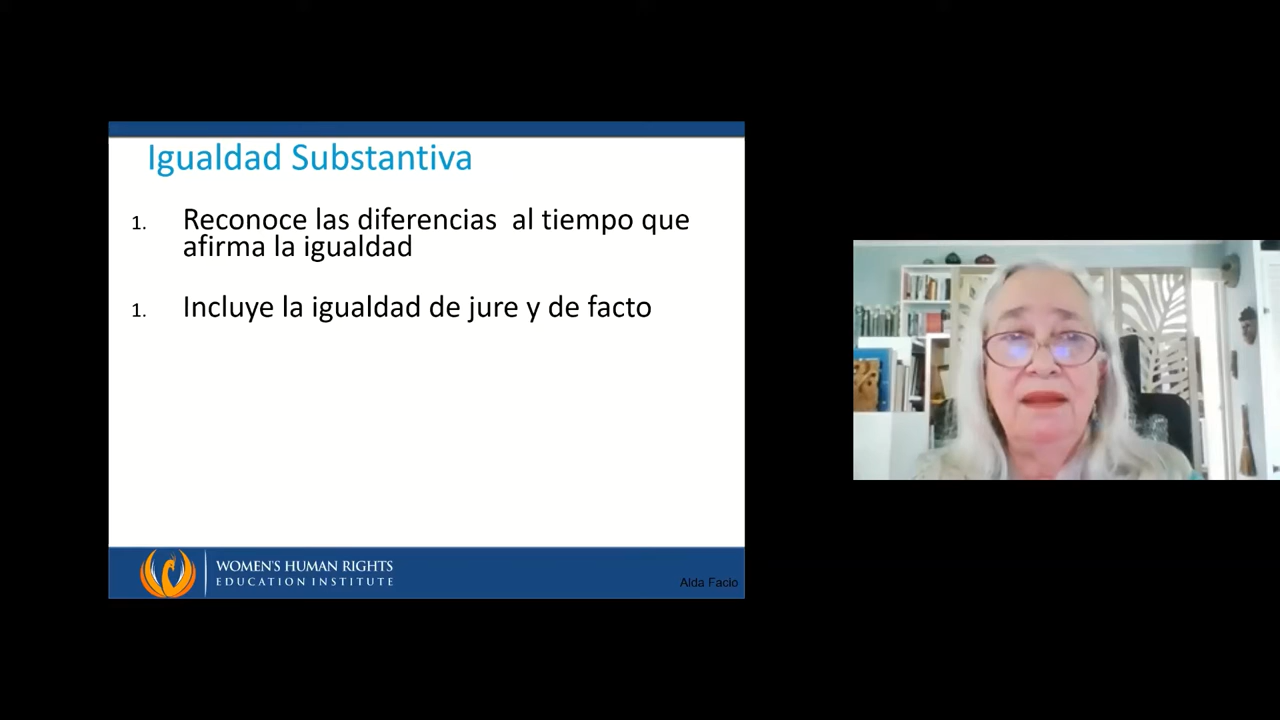 Igualdad Substantiva
1. Reconoce las diferencias al tiempo que
afirma la igualdad
1. Incluye la igualdad de jure y de facto
WOMEN'S HUMAN RIGHTS
EDUCATION INSTITUTE
Alda Facio